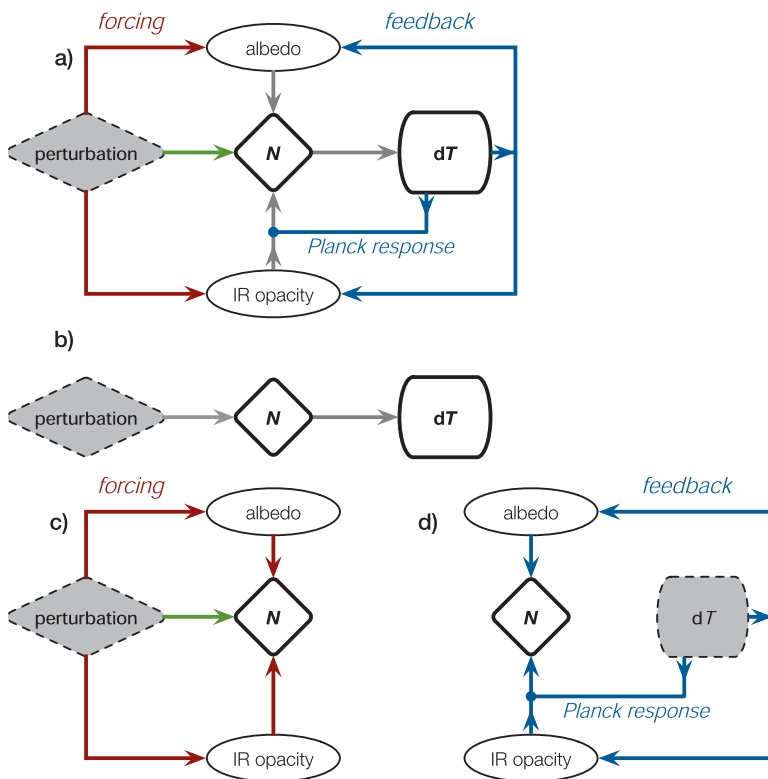 forcing
feedback
a)
albedo
perturbation
N
dT
Planck response
IR opacity
b)
perturbation
N
dT
forcing
feedback
c)
albedo
d)
albedo
perturbation
N
N
dT
Planck response
IR opacity
IR opacity